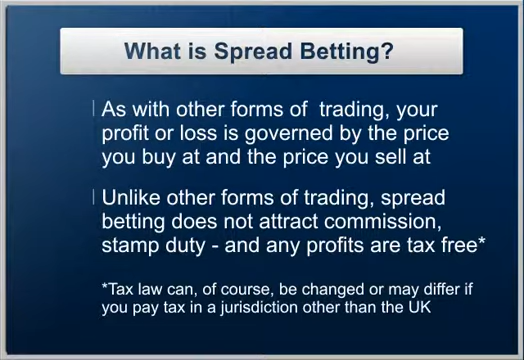 What is Spread Betting?
As with other forms of trading, your
profit or loss is governed by the price
you buy at and the price you sell at
Unlike other forms of trading, spread
betting does not attract commission,
stamp duty - and any profits are tax free*
*Tax law can, of course, be changed or may differ if
you pay tax in a jurisdiction other than the UK